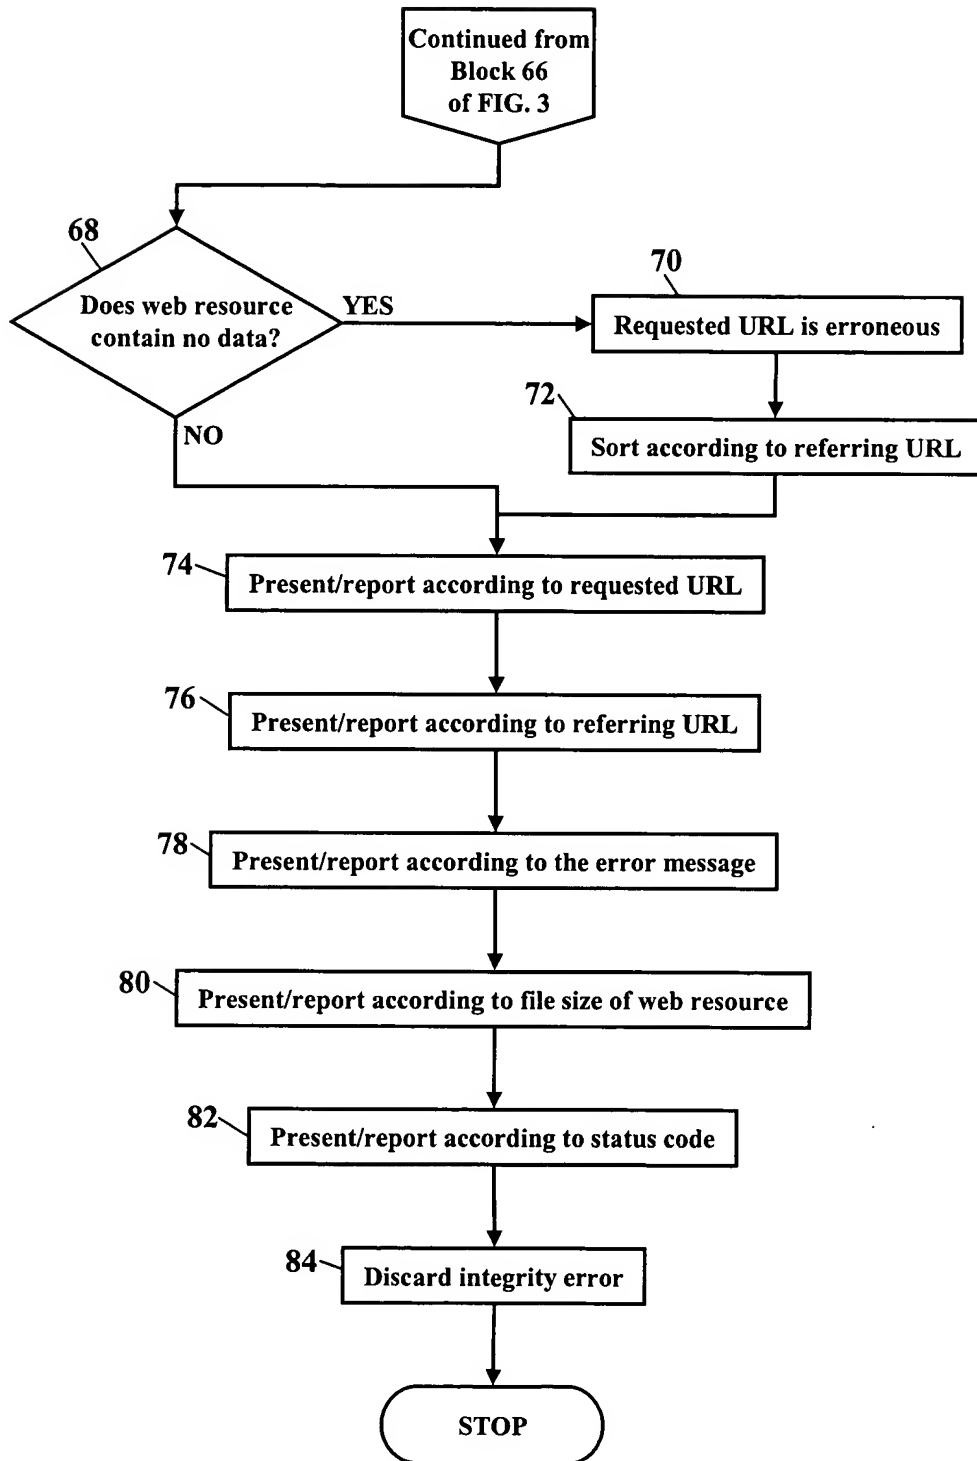 Continued from
Block 66
of FIG. 3
68
Does web resource
contain no data?
YES
NO
70
Requested URL is erroneous
72
Sort according to referring URL
74
Present/report according to requested URL
76
Present/report according to referring URL
78
Present/report according to the error message
80
Present/report according to file size of web resource
82
Present/report according to status code
84
Discard integrity error
STOP